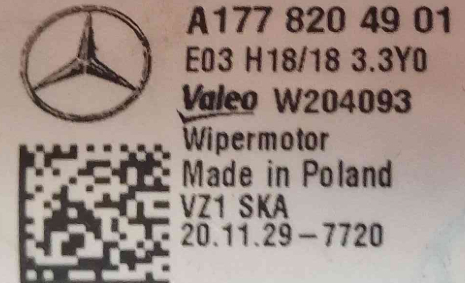 A177 820 49 01
E03 H18/18 3.3Y0
Valeo W204093
Wipermotor
Made in Poland
VZ1 SKA
20.11.29-7720